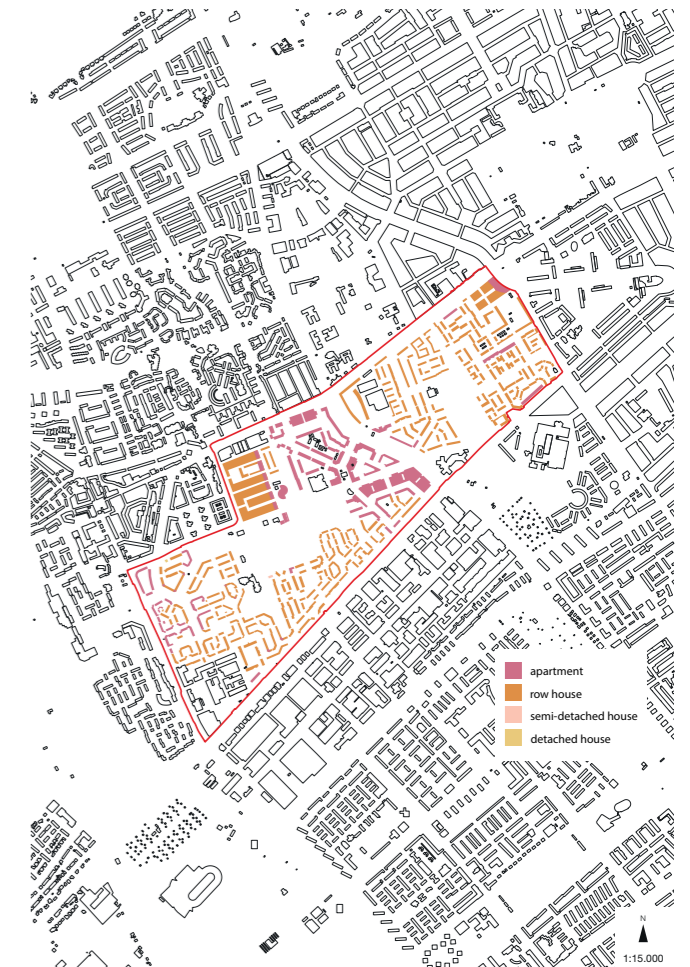 apartment
row house
semi-detached house
detached house
N
1:15.000